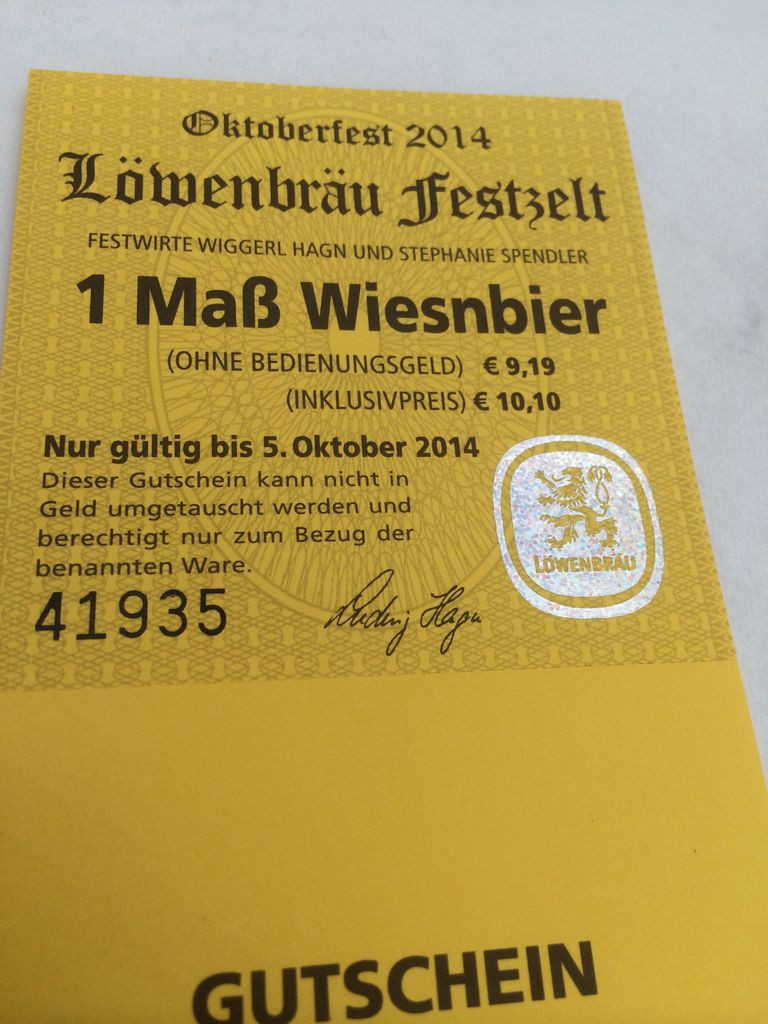 Oktoberfest 2014
Löwenbräu Festzelt
FESTWIRTE WIGGERL HAGN UND STEPHANIE SPENDLER
1 Maß Wiesnbier
(OHNE BEDIENUNGSGELD) € 9,19
(INKLUSIVPREIS) € 10,10
Nur gültig bis 5. Oktober 2014
Dieser Gutschein kann nicht in
Geld umgetauscht werden und
berechtigt nur zum Bezug der
benannten Ware.
41935
Ludwig Hagn
LÖWENBRÄU
GUTSCHEIN